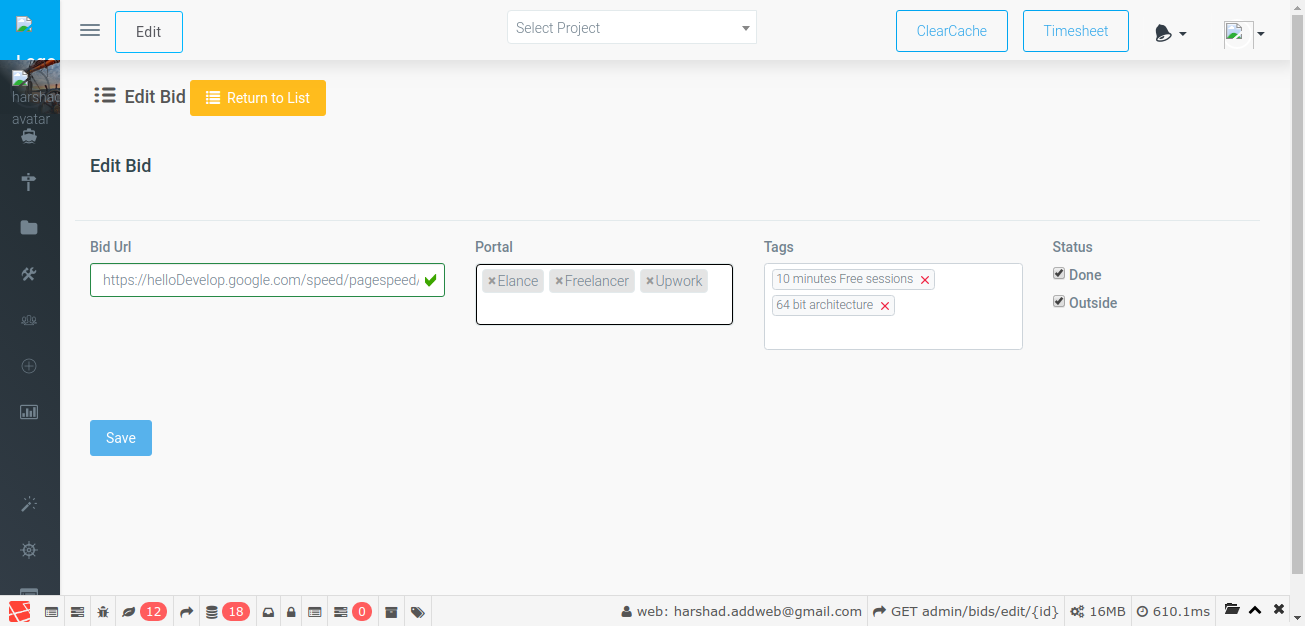 Edit
Select Project
ClearCache
Timesheet
harshad
avatar
Edit Bid
Return to List
Edit Bid
Bid Url
Portal
Tags
Status
https://helloDevelop.google.com/speed/pagespeed/
×Elance ×Freelancer ×Upwork
10 minutes Free sessions
64 bit architecture
Done
Outside
Save
12
18
0
web: harshad.addweb@gmail.com
GET admin/bids/edit/{id}
16MB
610.1ms